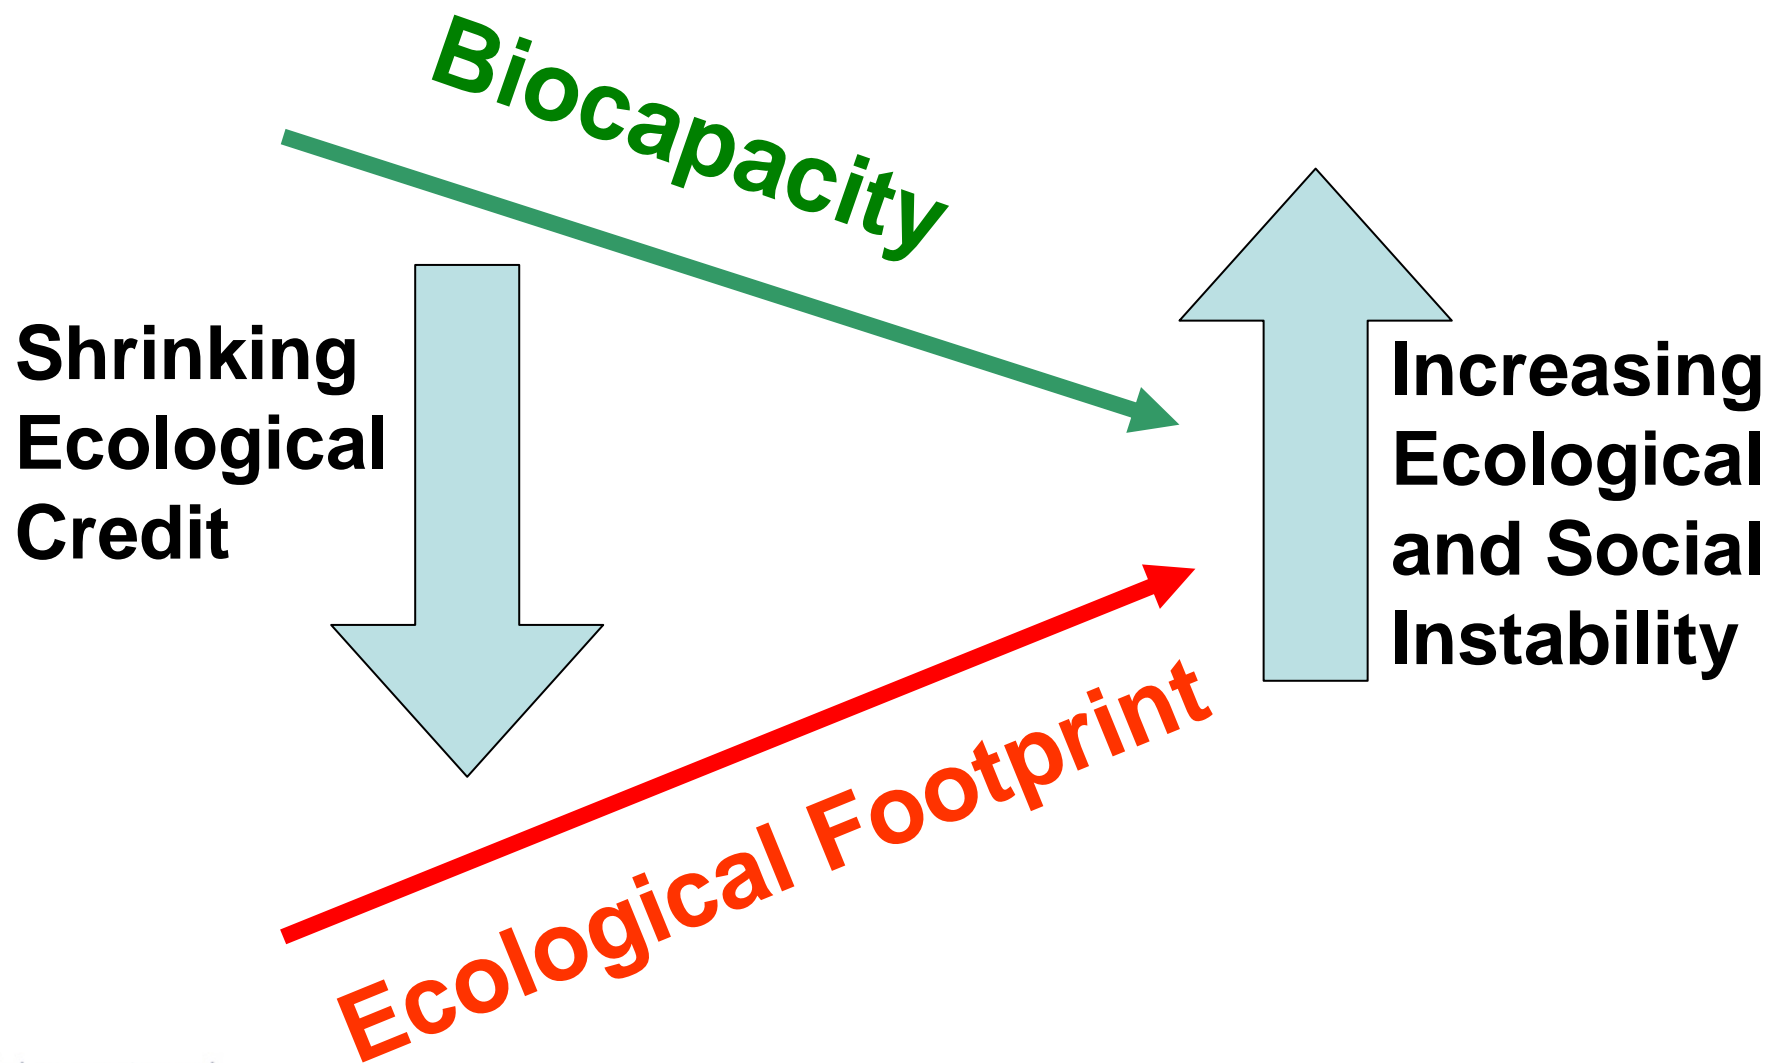 Biocapacity
Shrinking
Ecological
Credit
Increasing
Ecological
and Social
Instability
Ecological Footprint